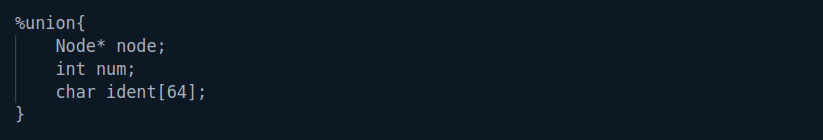 %union{
    Node* node;
    int num;
    char ident[64];
}